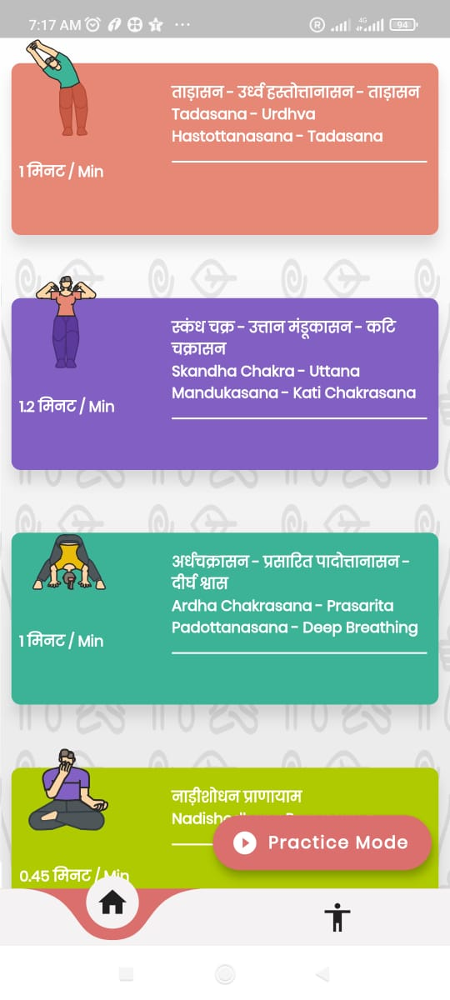 7:17 AM
4G
94
ताड़ासन - उर्ध्व हस्तोत्तानासन - ताड़ासन
Tadasana - Urdhva
Hastottanasana - Tadasana
1 मिनट / Min
स्कंध चक्र - उत्तान मंडूकासन - कटि
चक्रासन
Skandha Chakra - Uttana
Mandukasana - Kati Chakrasana
1.2 मिनट / Min
अर्धचक्रासन - प्रसारित पादोत्तानासन -
दीर्घ श्वास
Ardha Chakrasana - Prasarita
Padottanasana - Deep Breathing
1 मिनट / Min
नाड़ीशोधन प्राणायाम
Practice Mode
0.45 मिनट / Min